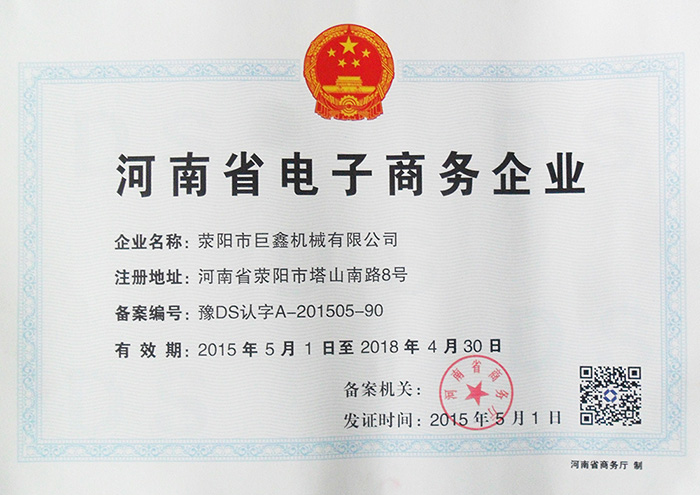 河南省电子商务企业
企业名称：荥阳市巨鑫机械有限公司
注册地址：河南省荥阳市塔山南路8号
备案编号：豫DS认字A-201505-90
有 效 期：2015 年 5 月 1 日至 2018 年 4 月 30 日
备案机关：
河南省商务厅
发证时间：2015 年 5 月 1 日
河南省商务厅 制